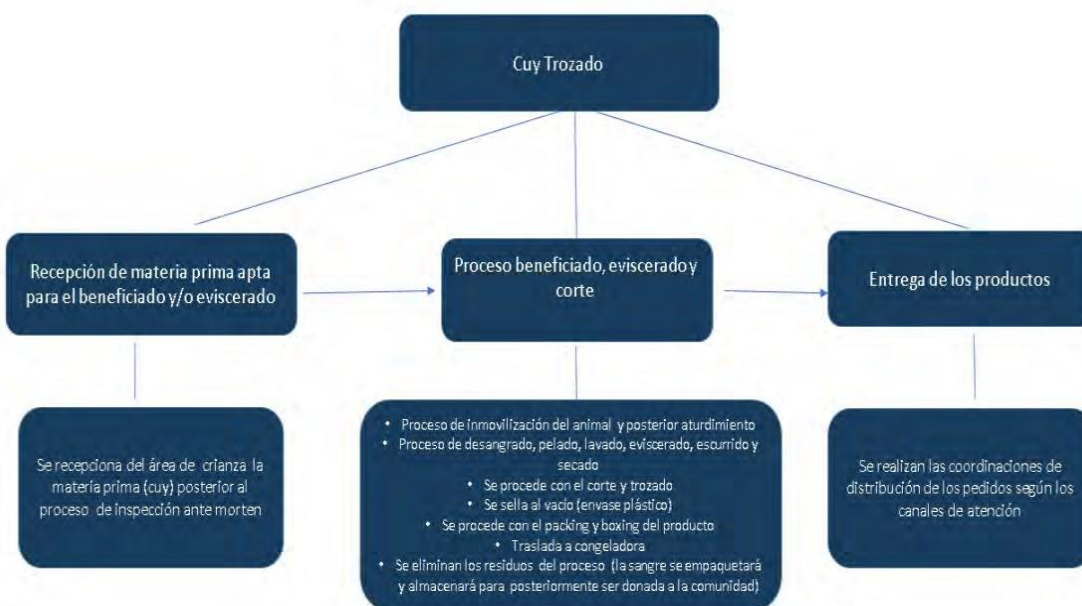 Cuy Trozado
Recepción de materia prima apta
para el beneficiado y/o eviscerado
Proceso beneficiado, eviscerado y
corte
Entrega de los productos
Se recepciona del área de crianza la
materia prima (cuy) posterior al
proceso de inspección ante morten
• Proceso de inmovilización del animal y posterior aturdimiento
• Proceso de desangrado, pelado, lavado, eviscerado, escurrido y
secado
• Se procede con el corte y trozado
• Se sella al vacío (envase plástico)
• Se procede con el packing y boxing del producto
• Traslada a congeladora
• Se eliminan los residuos del proceso (la sangre se empaquetará
y almacenará para posteriormente ser donada a la comunidad)
Se realizan las coordinaciones de
distribución de los pedidos según los
canales de atención